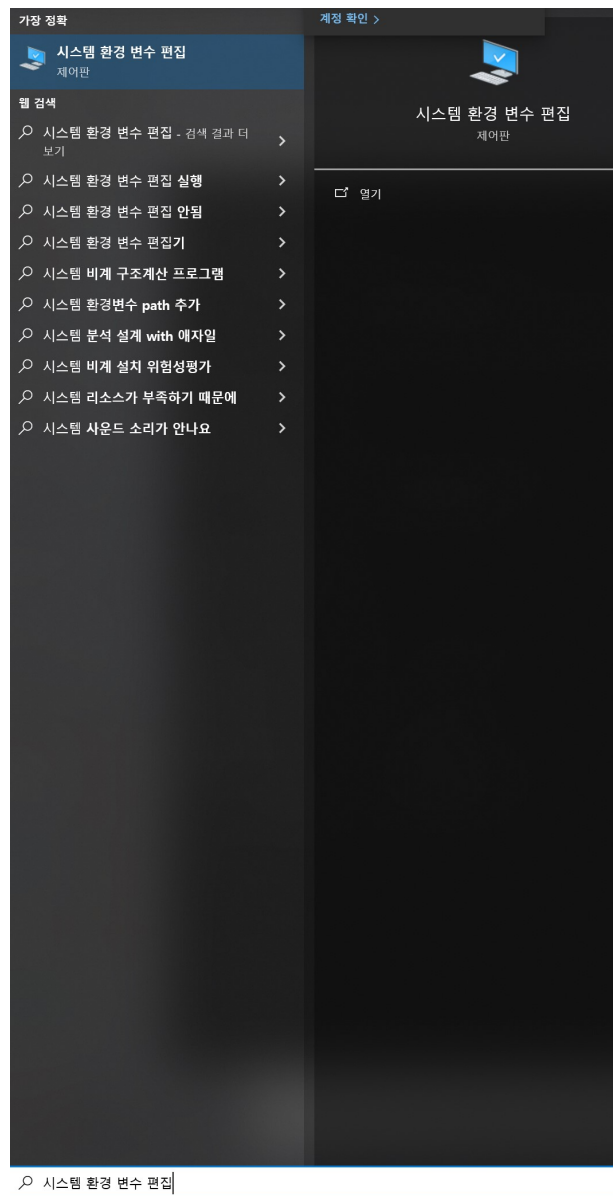 가장 정확
시스템 환경 변수 편집
제어판
웹 검색
시스템 환경 변수 편집 - 검색 결과 더
보기
시스템 환경 변수 편집 실행
시스템 환경 변수 편집 안됨
시스템 환경 변수 편집기
시스템 비계 구조계산 프로그램
시스템 환경변수 path 추가
시스템 분석 설계 with 애자일
시스템 비계 설치 위험성평가
시스템 리소스가 부족하기 때문에
시스템 사운드 소리가 안나요
계정 확인 >
시스템 환경 변수 편집
제어판
열기
시스템 환경 변수 편집